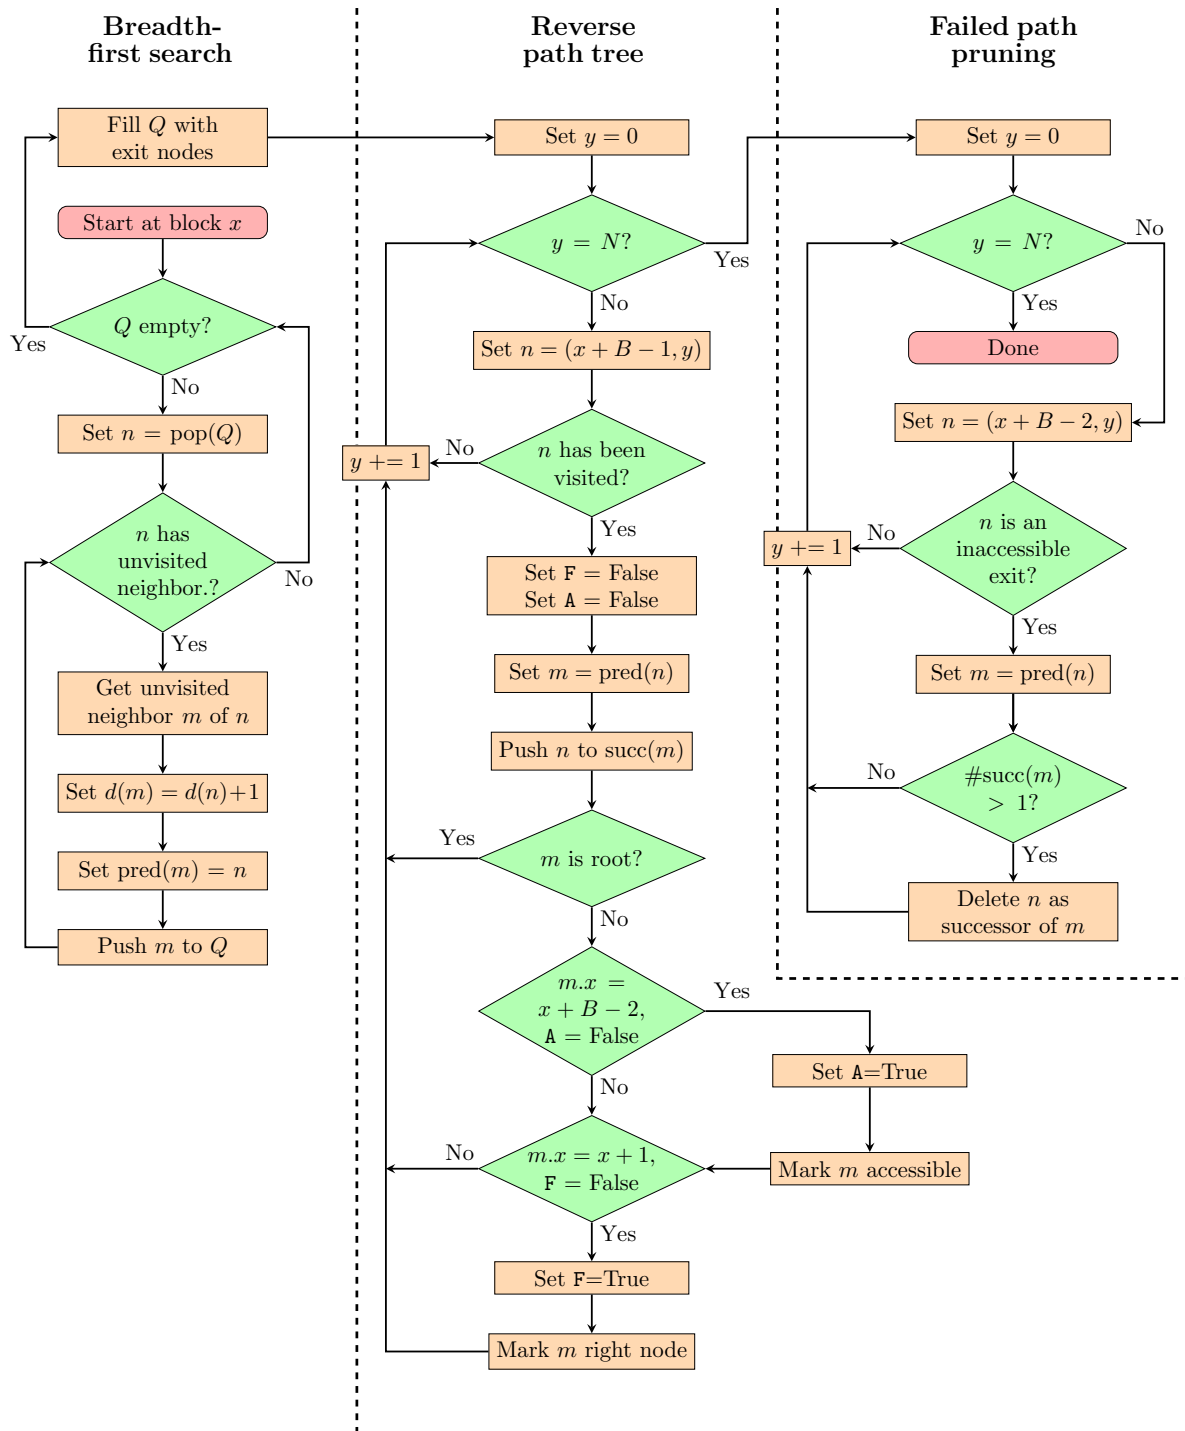 Breadth-
first search
Fill Q with
exit nodes
Start at block x
Q empty?
Yes
No
Set n = pop(Q)
n has
unvisited
neighbor.?
No
Yes
Get unvisited
neighbor m of n
Set d(m) = d(n)+1
Set pred(m) = n
Push m to Q
Reverse
path tree
Set y = 0
y = N?
Yes
No
Set n = (x + B − 1, y)
n has been
visited?
No
y += 1
Yes
Set F = False
Set A = False
Set m = pred(n)
Push n to succ(m)
m is root?
Yes
No
m.x =
x + B − 2,
A = False
Yes
No
Set A=True
Mark m accessible
m.x = x + 1,
F = False
No
Yes
Set F=True
Mark m right node
Failed path
pruning
Set y = 0
y = N?
No
Yes
Done
Set n = (x + B − 2, y)
n is an
inaccessible
exit?
No
y += 1
Yes
Set m = pred(n)
#succ(m)
> 1?
No
Yes
Delete n as
successor of m